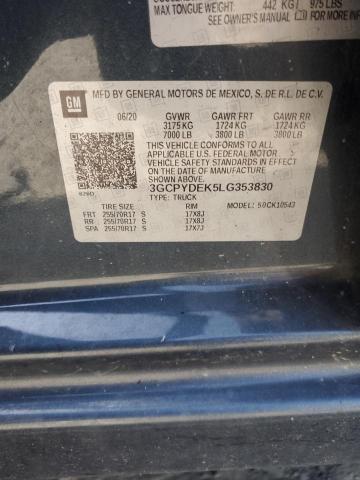 MAX TONGUE WEIGHT: 442 KG 975 LBS
SEE OWNER'S MANUAL FOR
GM
MFD BY GENERAL MOTORS DE MEXICO, S. DE R.L. DE C.V.
06/20 GVWR GAWR FRT GAWR RR
3175 KG 1724 KG 1724 KG
7000 LB 3800 LB 3800 LB
THIS VEHICLE CONFORMS TO ALL
APPLICABLE U.S. FEDERAL MOTOR
VEHICLE SAFETY STANDARDS IN
EFFECT ON THE DATE OF
MANUFACTURE SHOWN ABOVE.
3GCPYDEK5LG353830
TYPE: TRUCK MODEL: CK10543
TIRE SIZE RIM
FRT 255/70R17 S 17X8J
RR 255/70R17 S 17X8J
SPA 255/70R17 S 17X7J